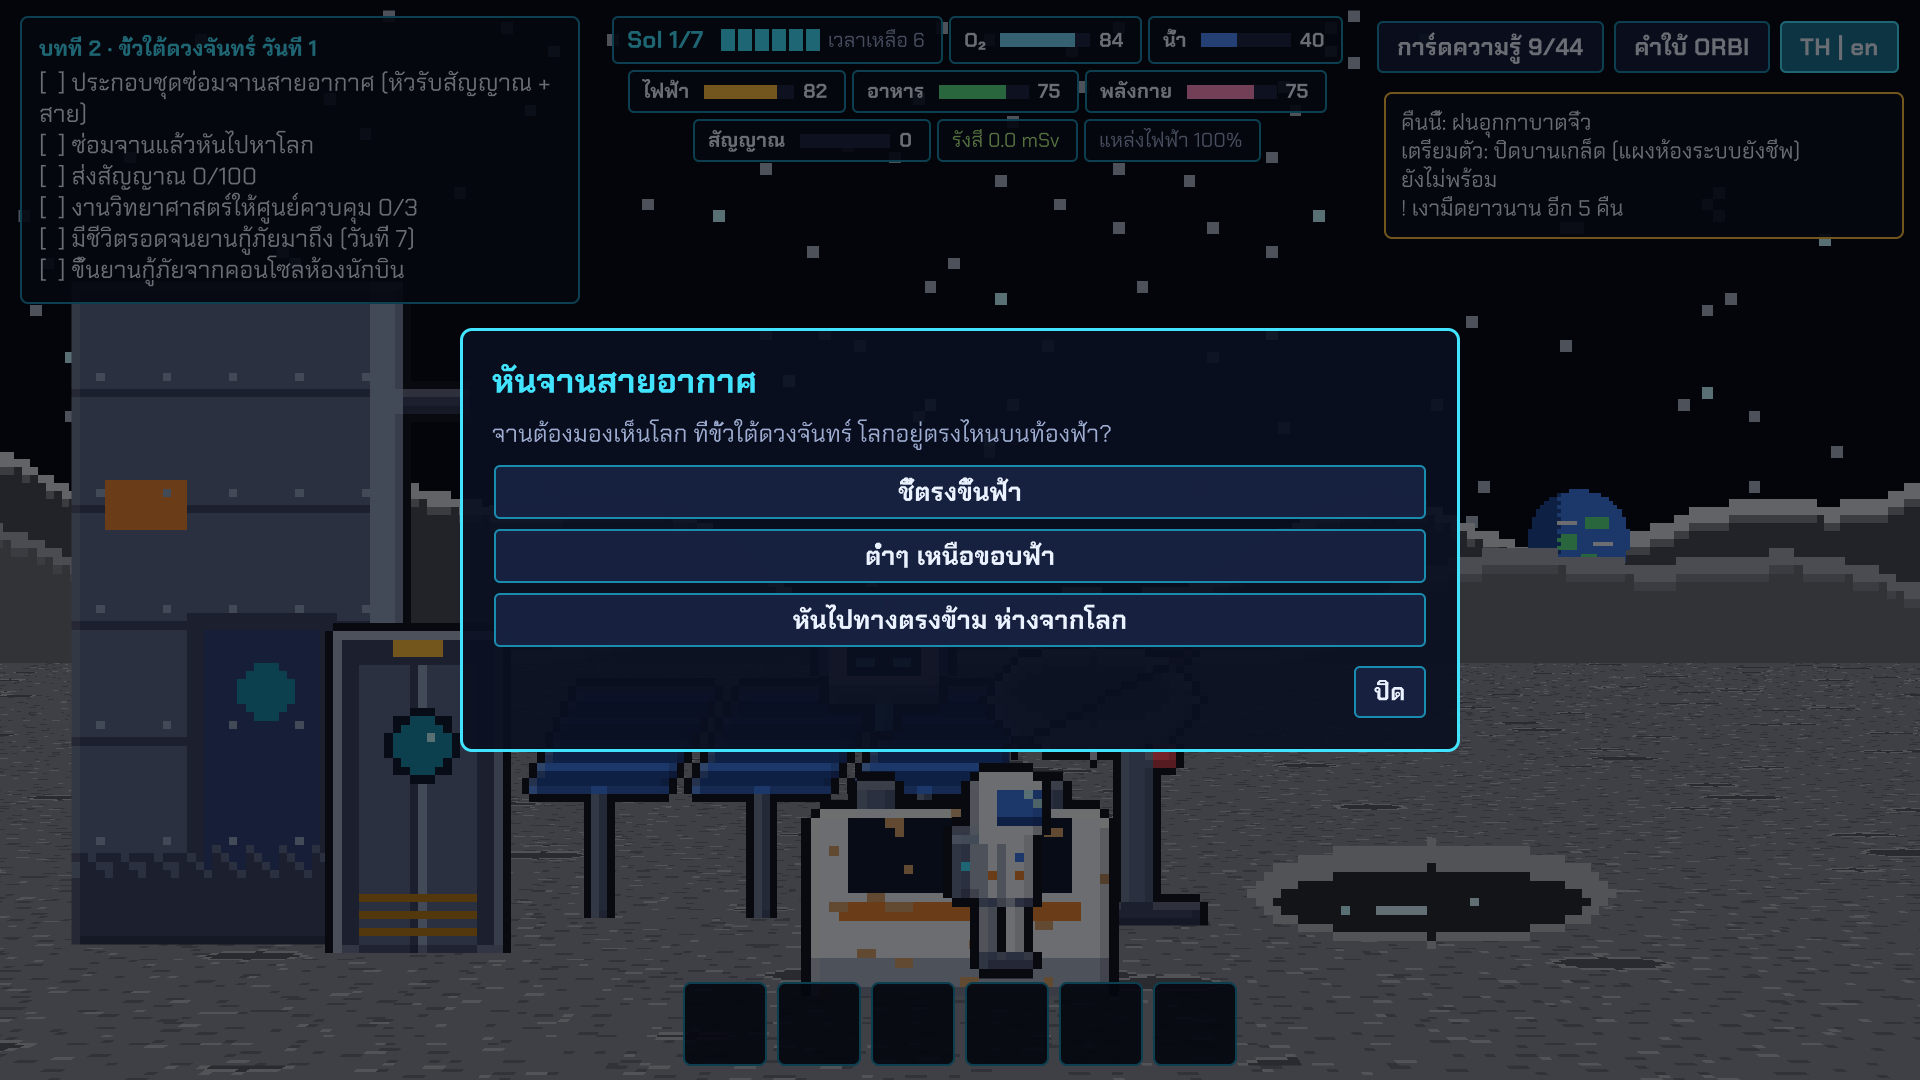 บทที่ 2 · ขั้วใต้ดวงจันทร์ วันที่ 1
[ ] ประกอบชุดซ่อมจานสายอากาศ (หัวรับสัญญาณ +
สาย)
[ ] ซ่อมจานแล้วหันไปหาโลก
[ ] ส่งสัญญาณ 0/100
[ ] งานวิทยาศาสตร์ให้ศูนย์ควบคุม 0/3
[ ] มีชีวิตรอดจนยานกู้ภัยมาถึง (วันที่ 7)
[ ] ขึ้นยานกู้ภัยจากคอนโซลห้องนักบิน
Sol 1/7 เวลาเหลือ 6
O₂ 84
น้ำ 40
ไฟฟ้า 82
อาหาร 75
พลังกาย 75
สัญญาณ 0
รังสี 0.0 mSv
แหล่งไฟฟ้า 100%
การ์ดความรู้ 9/44
คำใบ้ ORBI
TH | en
คืนนี้: ฝนอุกกาบาตจิ๋ว
เตรียมตัว: ปิดบานเกล็ด (แผงห้องระบบยังชีพ)
ยังไม่พร้อม
! เงามืดยาวนาน อีก 5 คืน
หันจานสายอากาศ
จานต้องมองเห็นโลก ที่ขั้วใต้ดวงจันทร์ โลกอยู่ตรงไหนบนท้องฟ้า?
ชี้ตรงขึ้นฟ้า
ต่ำๆ เหนือขอบฟ้า
หันไปทางตรงข้าม ห่างจากโลก
ปิด